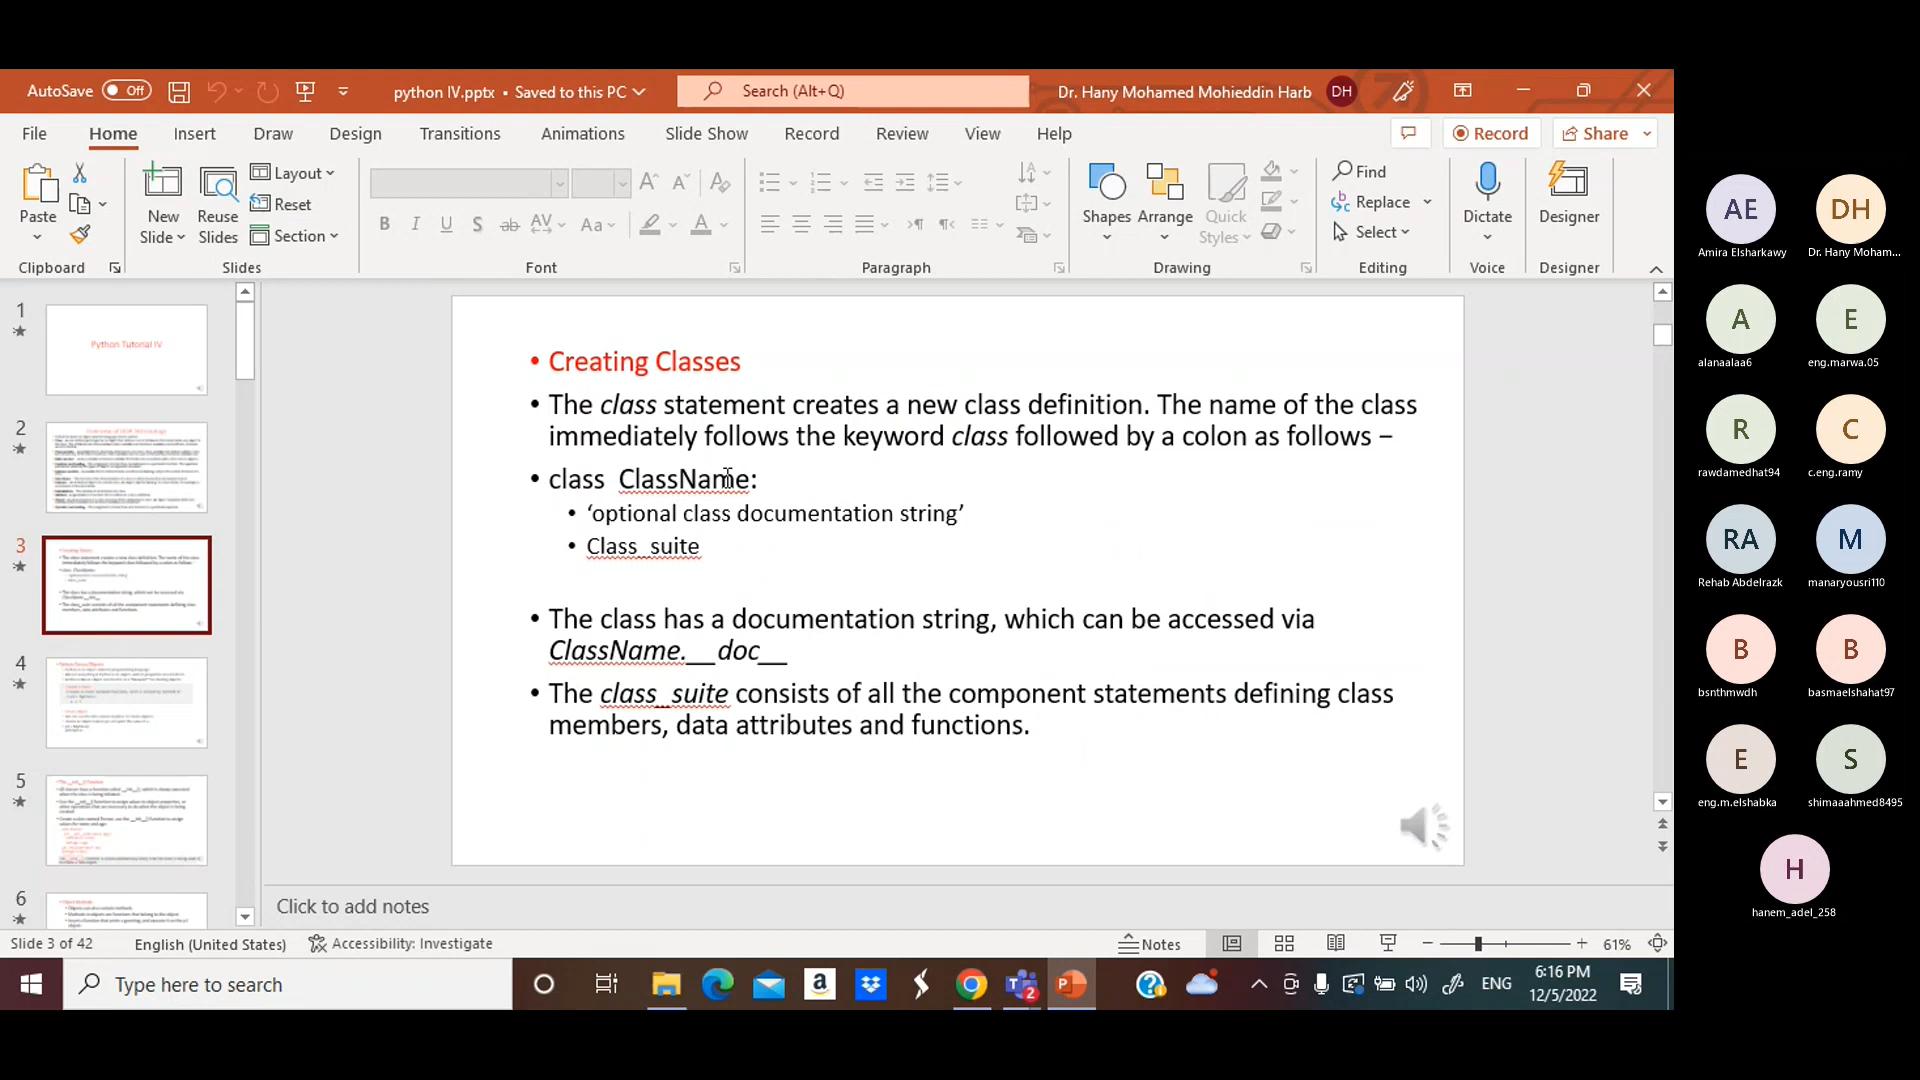 AutoSave Off python IV.pptx • Saved to this PC Search (Alt+Q) Dr. Hany Mohamed Mohieddin Harb DH
File Home Insert Draw Design Transitions Animations Slide Show Record Review View Help Record Share
Paste New Slide Reuse Slides Layout Reset Section
B I U S ab AV Aa A
Shapes Arrange Quick Styles Find Replace Select Dictate Designer
Clipboard Slides Font Paragraph Drawing Editing Voice Designer
1
Python Tutorial IV
2
3
4
5
6
• Creating Classes
• The class statement creates a new class definition. The name of the class
immediately follows the keyword class followed by a colon as follows −
• class ClassName:
• ‘optional class documentation string’
• Class_suite
• The class has a documentation string, which can be accessed via
ClassName.__doc__
• The class_suite consists of all the component statements defining class
members, data attributes and functions.
Click to add notes
Slide 3 of 42 English (United States) Accessibility: Investigate Notes 61%
Type here to search ENG 6:16 PM
12/5/2022
AE DH
Amira Elsharkawy Dr. Hany Moham...
A E
alanaalaa6 eng.marwa.05
R C
rawdamedhat94 c.eng.ramy
RA M
Rehab Abdelrazk manaryousri110
B B
bsnthmwdh basmaelshahat97
E S
eng.m.elshabka shimaaahmed8495
H
hanem_adel_258